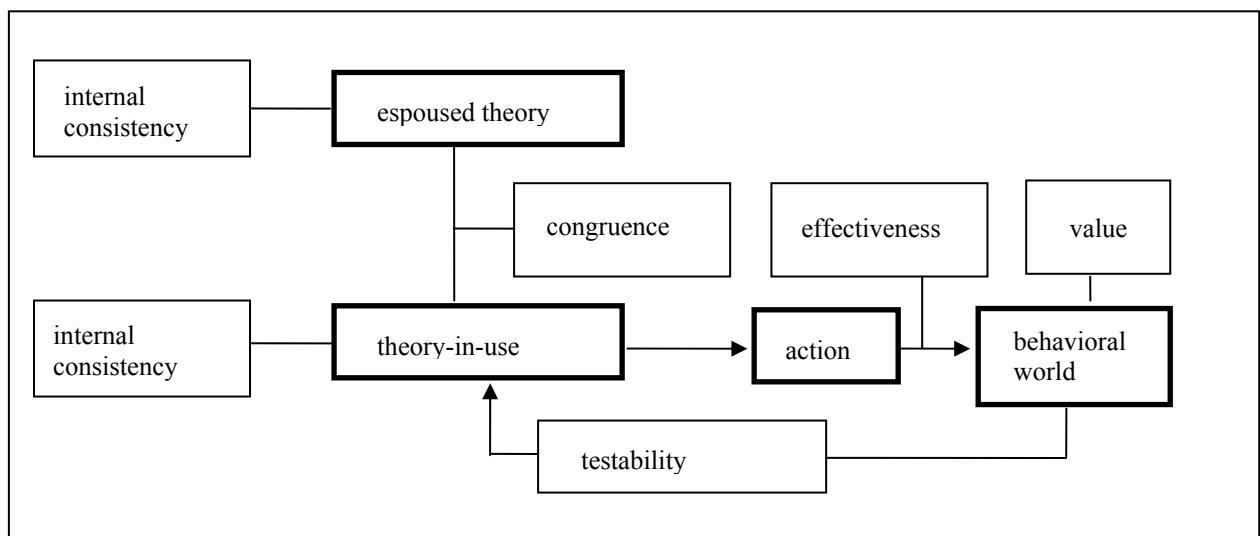 internal
consistency
espoused theory
congruence
effectiveness
value
internal
consistency
theory-in-use
action
behavioral
world
testability